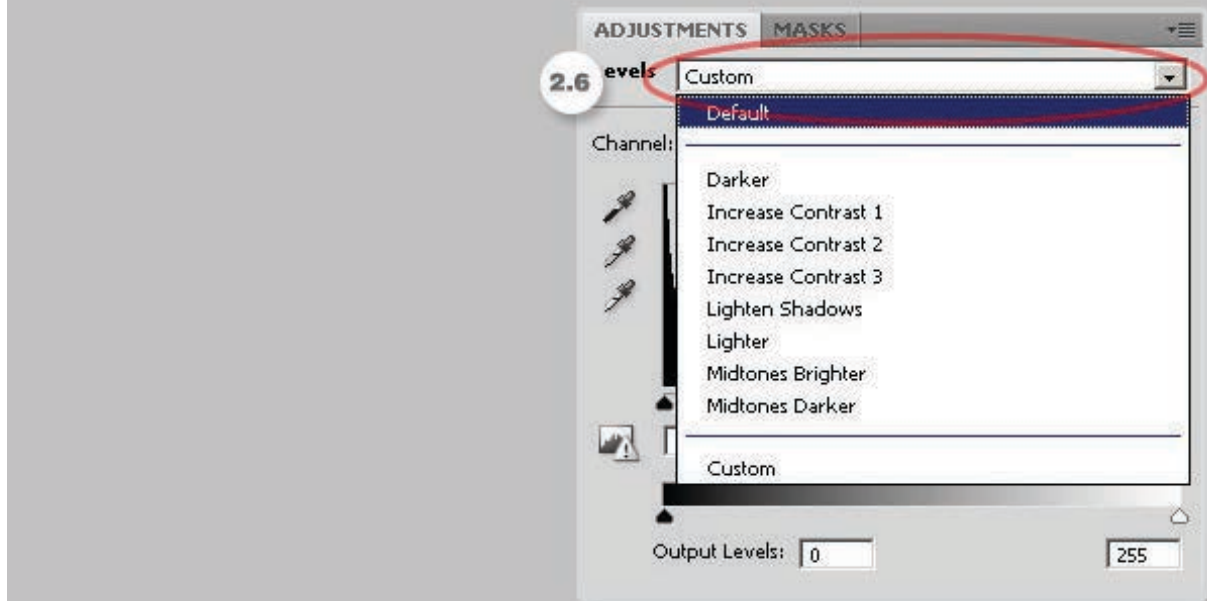 ADJUSTMENTS MASKS
2.6 evels Custom
Default
Channel:
Darker
Increase Contrast 1
Increase Contrast 2
Increase Contrast 3
Lighten Shadows
Lighter
Midtones Brighter
Midtones Darker
Custom
Output Levels: 0 255